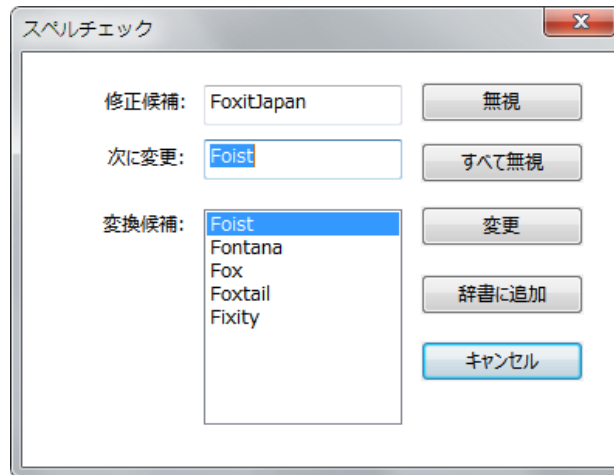 スペルチェック
修正候補: FoxitJapan 無視
次に変更: Foist すべて無視
変換候補: Foist 変更
Fontana
Fox
Foxtail 辞書に追加
Fixity
キャンセル